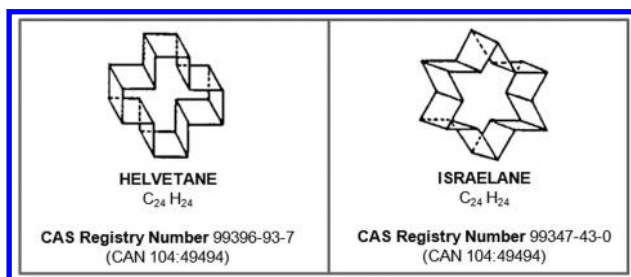 HELVETANE
C24 H24
CAS Registry Number 99396-93-7
(CAN 104:49494)
ISRAELANE
C24 H24
CAS Registry Number 99347-43-0
(CAN 104:49494)